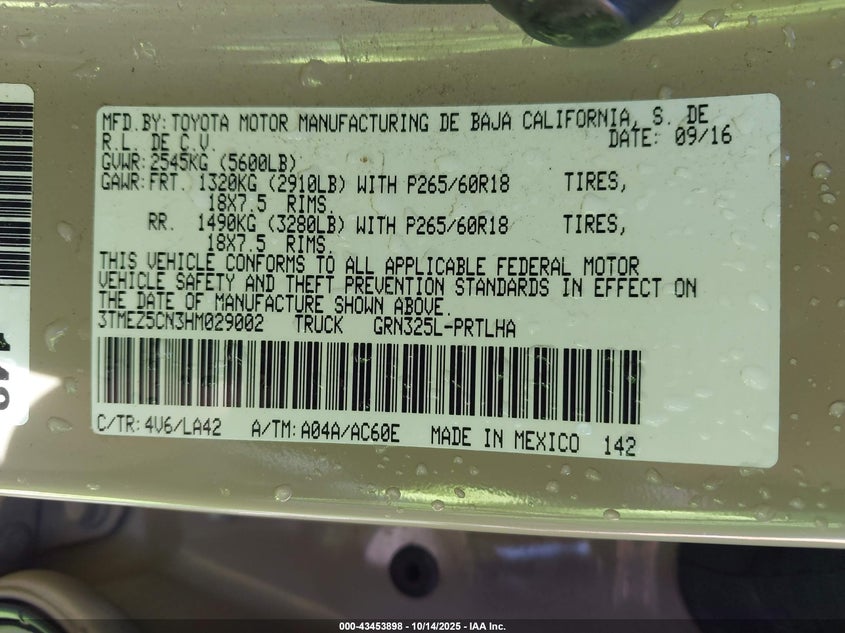 MFD.BY:TOYOTA MOTOR MANUFACTURING DE BAJA CALIFORNIA, S. DE
R.L. DE C.V. DATE: 09/16
GVWR:2545KG (5600LB)
GAWR:FRT. 1320KG (2910LB) WITH P265/60R18 TIRES,
18X7.5 RIMS.
RR. 1490KG (3280LB) WITH P265/60R18 TIRES,
18X7.5 RIMS.
THIS VEHICLE CONFORMS TO ALL APPLICABLE FEDERAL MOTOR
VEHICLE SAFETY AND THEFT PREVENTION STANDARDS IN EFFECT ON
THE DATE OF MANUFACTURE SHOWN ABOVE.
3TMEZ5CN3HM029002 TRUCK GRN325L-PRTLHA
C/TR:4V6/LA42 A/TM:A04A/AC60E MADE IN MEXICO 142
000-43453898 - 10/14/2025 - IAA Inc.